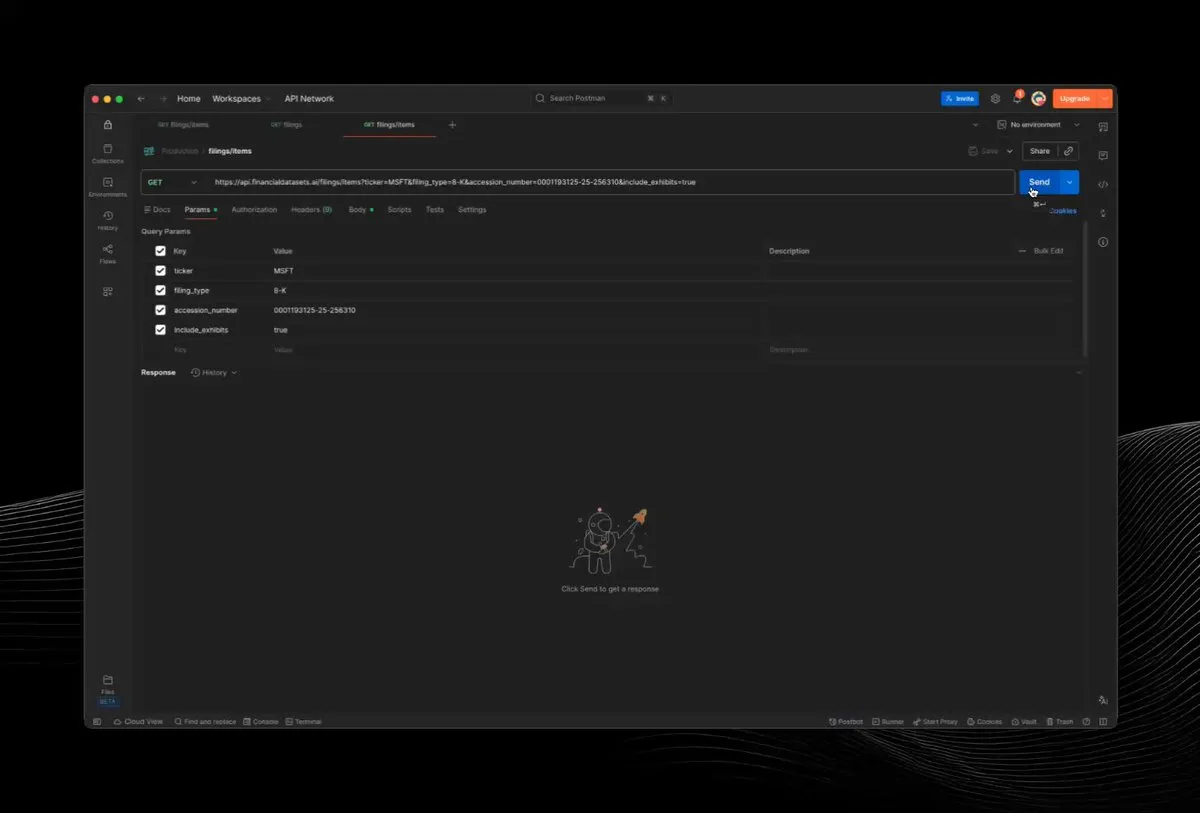 Home Workspaces API Network Search Postman ⌘ K Invite Upgrade
GET filings/items GET filings GET filings/items + No environment
Production / filings/items Save Share
GET https://api.financialdatasets.ai/filings/items?ticker=MSFT&filing_type=8-K&accession_number=0001193125-25-256310&include_exhibits=true Send
⌘↩
Docs Params Authorization Headers (9) Body Scripts Tests Settings Cookies
Query Params
Key Value Description Bulk Edit
ticker MSFT
filing_type 8-K
accession_number 0001193125-25-256310
include_exhibits true
Key Value Description
Response History
Collections
Environments
History
Flows
Click Send to get a response
Files
BETA
Cloud View Find and replace Console Terminal Postbot Runner Start Proxy Cookies Vault Trash